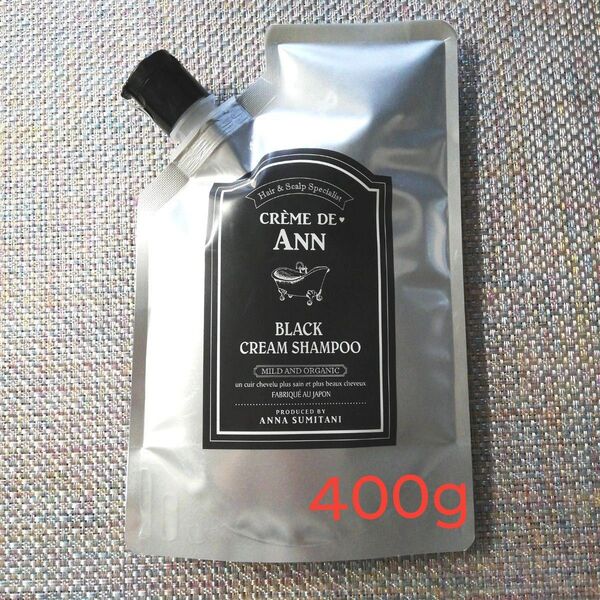 Hair & Scalp Specialist
CRÈME DE♥
ANN
BLACK
CREAM SHAMPOO
MILD AND ORGANIC
un cuir chevelu plus sain et plus beaux cheveux
FABRIQUÉ AU JAPON
PRODUCED BY
ANNA SUMITANI
400g